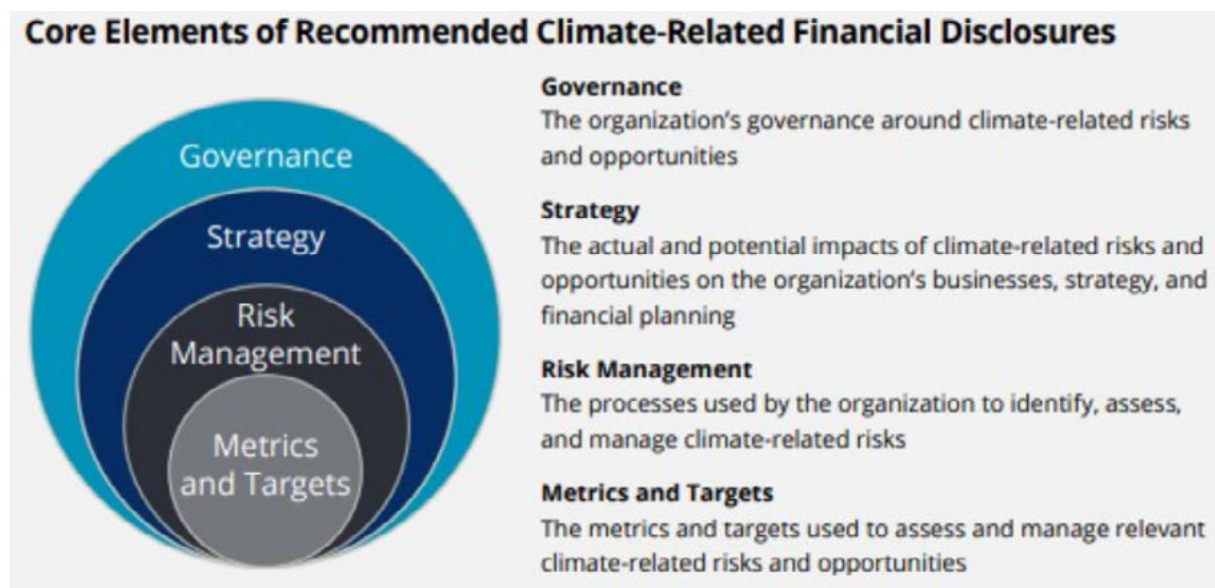 Core Elements of Recommended Climate-Related Financial Disclosures
Governance
Strategy
Risk
Management
Metrics
and Targets
Governance
The organization's governance around climate-related risks
and opportunities
Strategy
The actual and potential impacts of climate-related risks and
opportunities on the organization's businesses, strategy, and
financial planning
Risk Management
The processes used by the organization to identify, assess,
and manage climate-related risks
Metrics and Targets
The metrics and targets used to assess and manage relevant
climate-related risks and opportunities